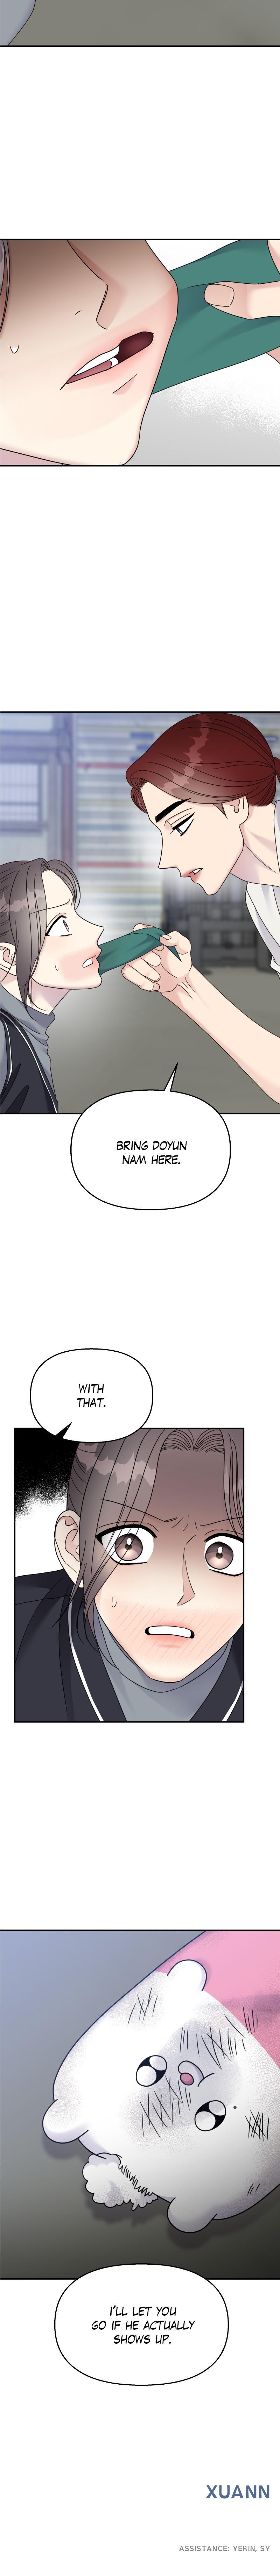 BRING DOYUN
NAM HERE.
WITH
THAT.
I'LL LET YOU
GO IF HE ACTUALLY
SHOWS UP.
XUANN
ASSISTANCE: YERIN, SY